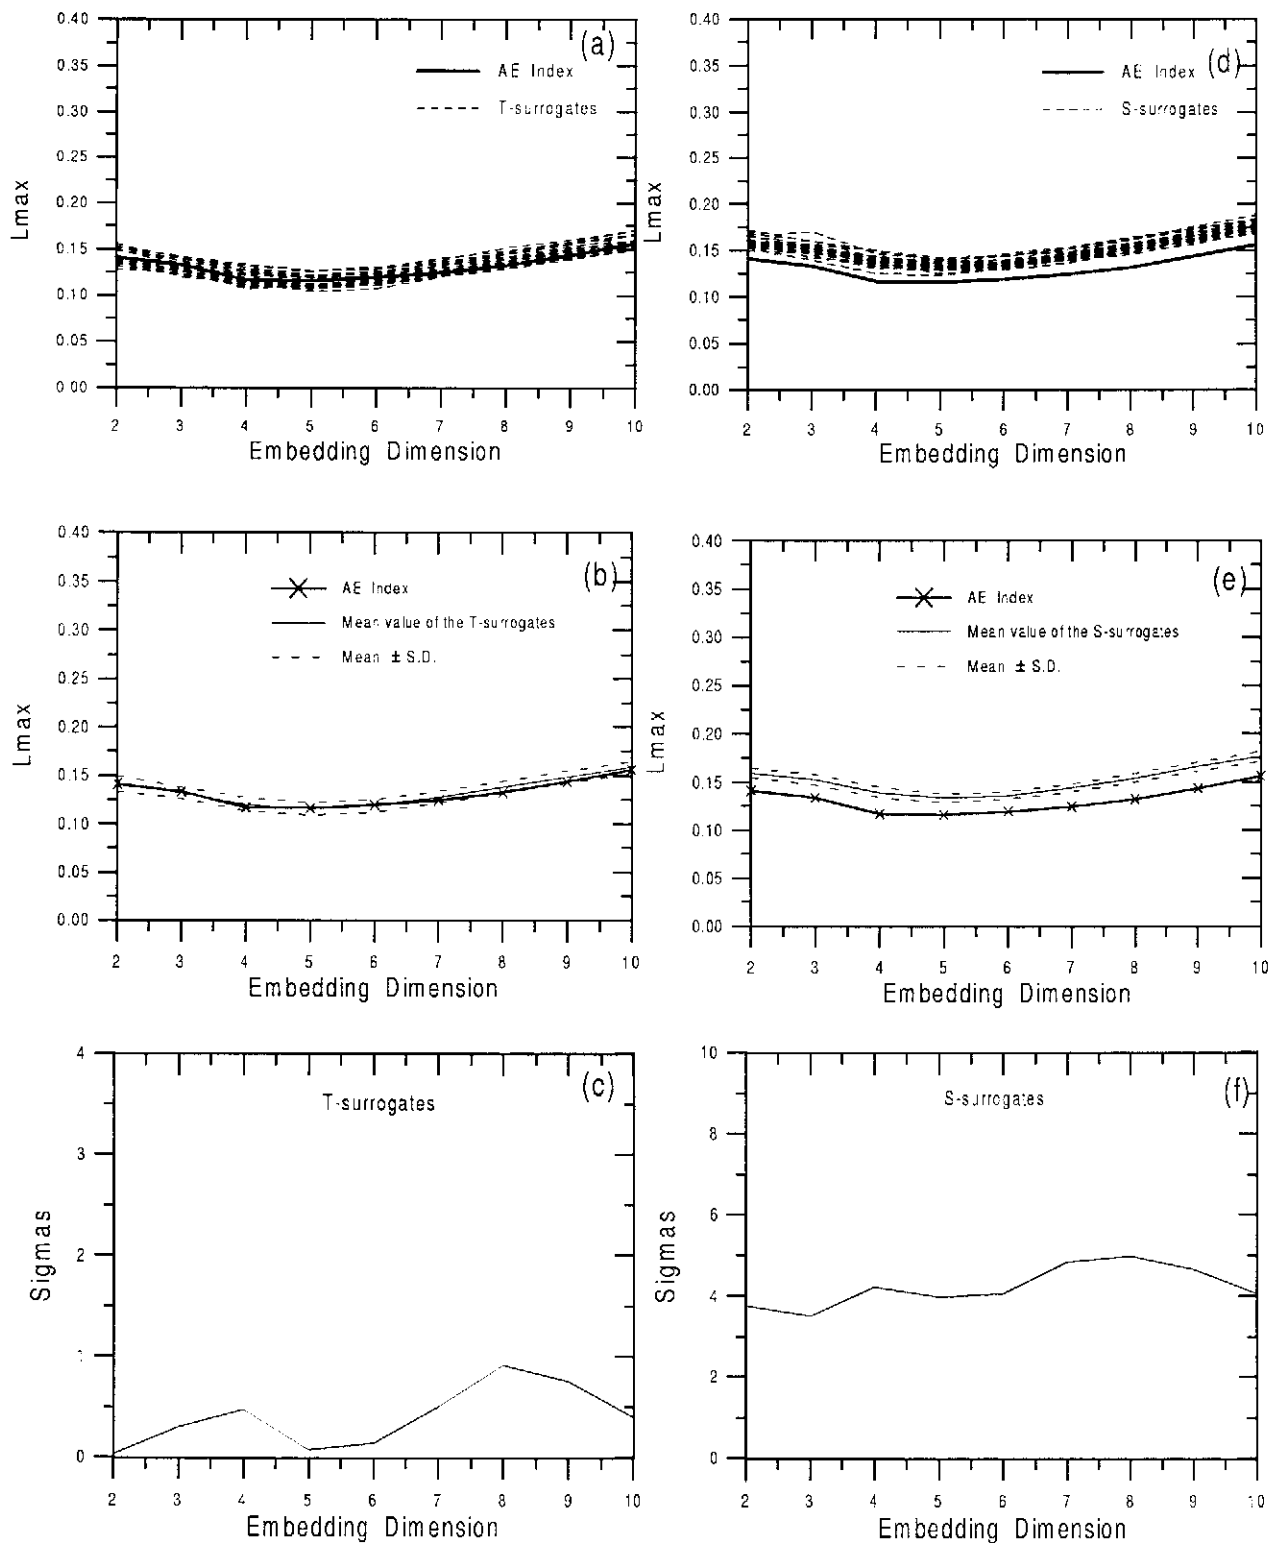 (a)
AE Index
T-surrogates
0.40
0.35
0.30
0.25
0.20
0.15
0.10
0.05
0.00
Lmax
2 3 4 5 6 7 8 9 10
Embedding Dimension
(d)
AE Index
S-surrogates
0.40
0.35
0.30
0.25
0.20
0.15
0.10
0.05
0.00
Lmax
2 3 4 5 6 7 8 9 10
Embedding Dimension
(b)
AE Index
Mean value of the T-surrogates
Mean ± S.D.
0.40
0.35
0.30
0.25
0.20
0.15
0.10
0.05
0.00
Lmax
2 3 4 5 6 7 8 9 10
Embedding Dimension
(e)
AE Index
Mean value of the S-surrogates
Mean ± S.D.
0.40
0.35
0.30
0.25
0.20
0.15
0.10
0.05
0.00
Lmax
2 3 4 5 6 7 8 9 10
Embedding Dimension
(c)
T-surrogates
4
3
2
1
0
Sigmas
2 3 4 5 6 7 8 9 10
Embedding Dimension
(f)
S-surrogates
10
8
6
4
2
0
Sigmas
2 3 4 5 6 7 8 9 10
Embedding Dimension